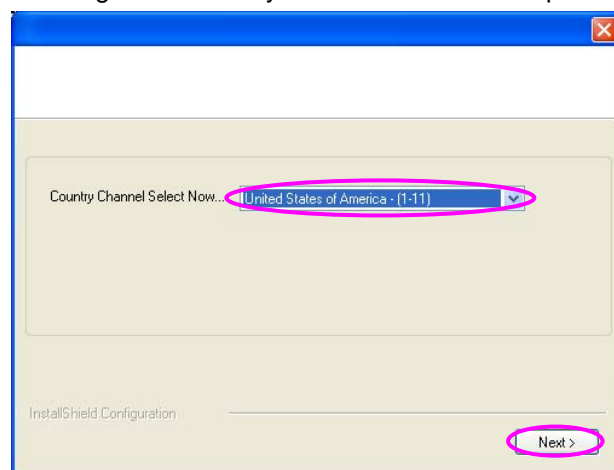 Country Channel Select Now... United States of America - (1-11)
InstallShield Configuration
Next >